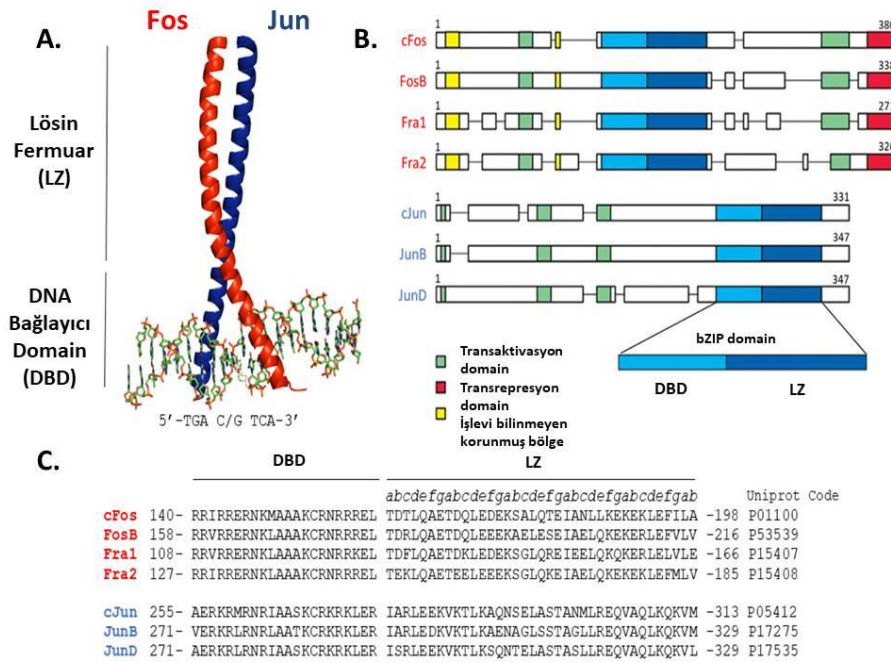 A.
Fos Jun
Lösin
Fermuar
(LZ)
DNA
Bağlayıcı
Domain
(DBD)
5'-TGA C/G TCA-3'
B.
1 380
cFos
1 338
FosB
1 271
Fra1
1 326
Fra2
1 331
cJun
1 347
JunB
1 347
JunD
bZIP domain
DBD LZ
Transaktivasyon
domain
Transrepresyon
domain
İşlevi bilinmeyen
korunmuş bölge
C.
DBD LZ
abcdefgabcdefgabcdefgabcdefgabcdefgab Uniprot Code
cFos 140- RRIRRERNKMAAAKCRNRRREL TDTLQAETDQLEDEKSALQTEIANLLKEKEKLEFILA -198 P01100
FosB 158- RRVRRERNKLAAAKCRNRRREL TDRLQAETDQLEEEKAELESEIAELQKEKERLEFVLV -216 P53539
Fra1 108- RRVRRERNKLAAAKCRNRRKEL TDFLQAETDKLEDEKSGLQREIEELQKQKERLELVLE -166 P15407
Fra2 127- RRIRRERNKLAAAKCRNRRREL TEKLQAETEELEEEKSGLQKEIAELQKEKEKLEFMLV -185 P15408
cJun 255- AERKRMRNRIAASKCRKRKLER IARLEEKVKTLKAQNSELASTANMLREQVAQLKQKVM -313 P05412
JunB 271- VERKRLRNRLAATKCRKRKLER IARLEDKVKTLKAENAGLSSTAGLLREQVAQLKQKVM -329 P17275
JunD 271- AERKRLRNRIAASKCRKRKLER ISRLEEKVKTLKSQNTELASTASLLREQVAQLKQKVL -329 P17535